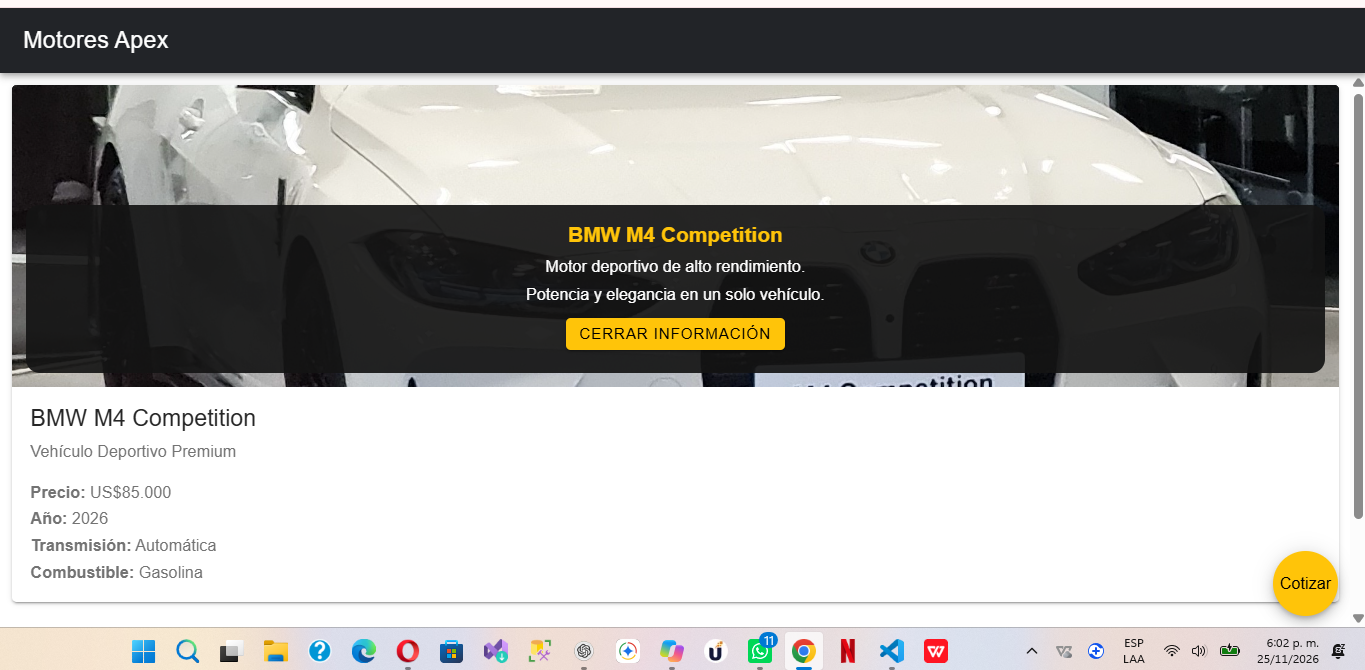 Motores Apex
BMW M4 Competition
Motor deportivo de alto rendimiento.
Potencia y elegancia en un solo vehículo.
CERRAR INFORMACIÓN
BMW M4 Competition
Vehículo Deportivo Premium
Precio: US$85.000
Año: 2026
Transmisión: Automática
Combustible: Gasolina
Cotizar
11
ESP
LAA
6:02 p. m.
25/11/2026